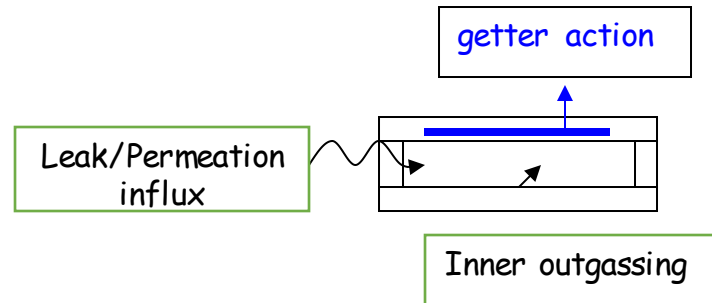 getter action
Leak/Permeation
influx
Inner outgassing